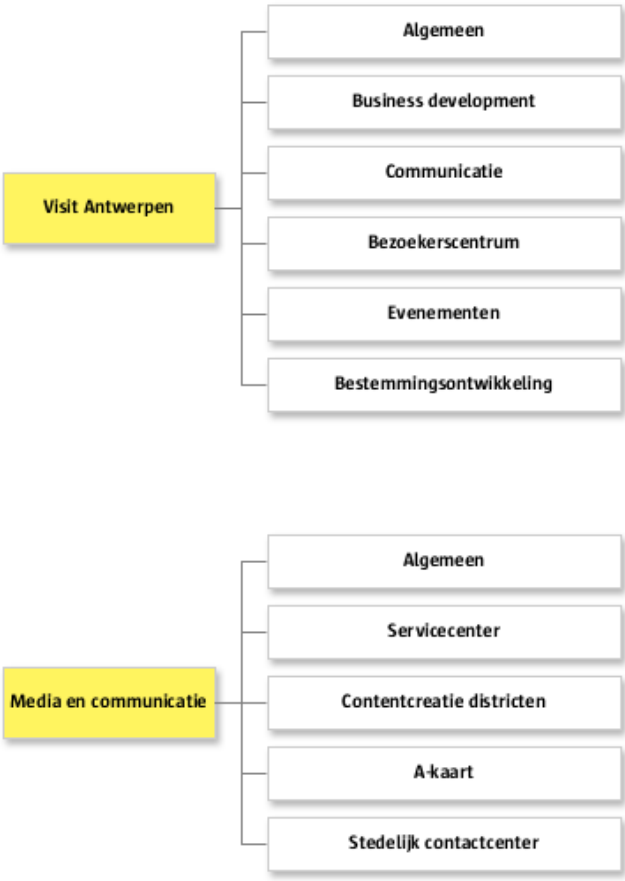 Visit Antwerpen
Algemeen
Business development
Communicatie
Bezoekerscentrum
Evenementen
Bestemmingsontwikkeling
Media en communicatie
Algemeen
Servicecenter
Contentcreatie districten
A-kaart
Stedelijk contactcenter